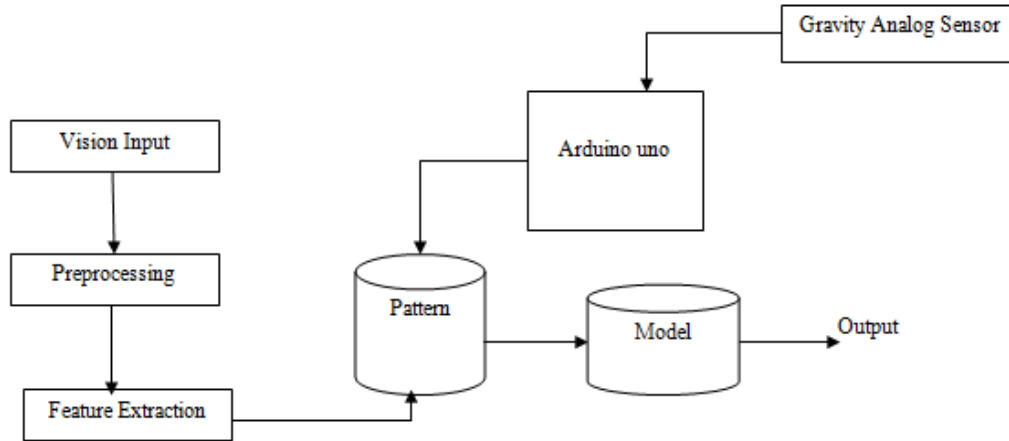 Gravity Analog Sensor
Vision Input
Arduino uno
Preprocessing
Pattern
Model
Output
Feature Extraction